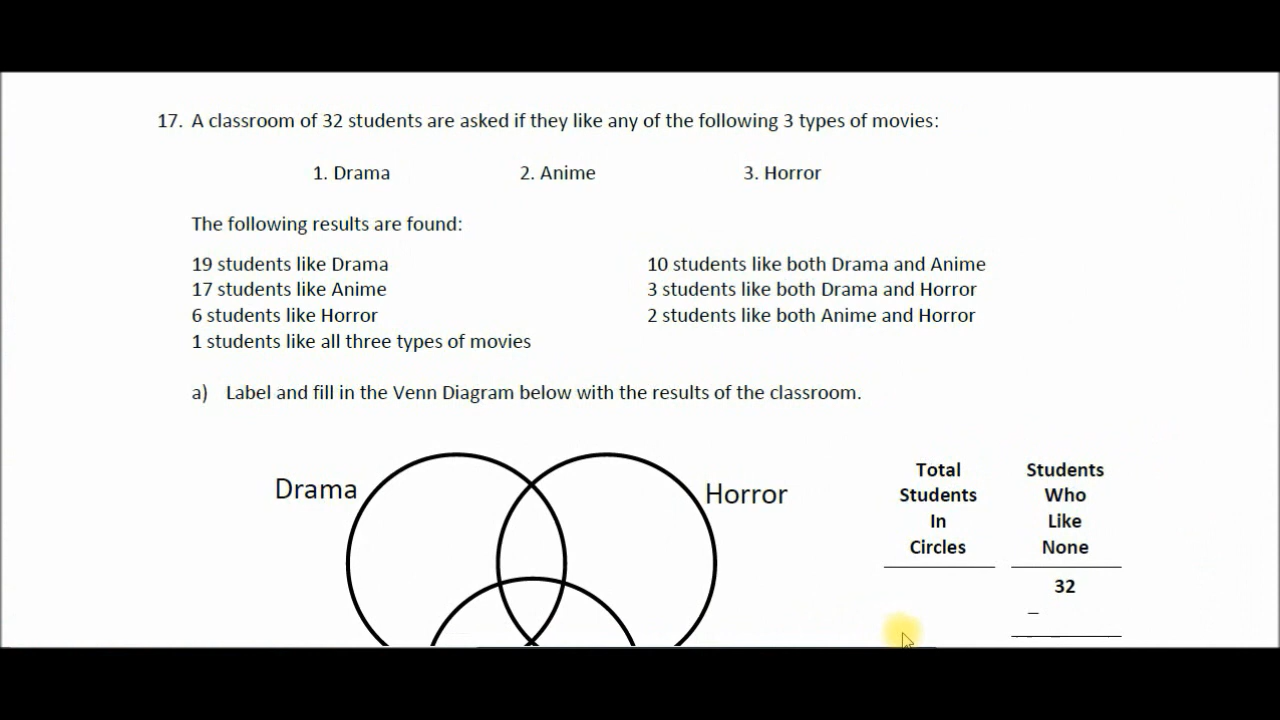 17. A classroom of 32 students are asked if they like any of the following 3 types of movies:
1. Drama 2. Anime 3. Horror
The following results are found:
19 students like Drama 10 students like both Drama and Anime
17 students like Anime 3 students like both Drama and Horror
6 students like Horror 2 students like both Anime and Horror
1 students like all three types of movies
a) Label and fill in the Venn Diagram below with the results of the classroom.
Drama
Horror
Total
Students
In
Circles
Students
Who
Like
None
32
–